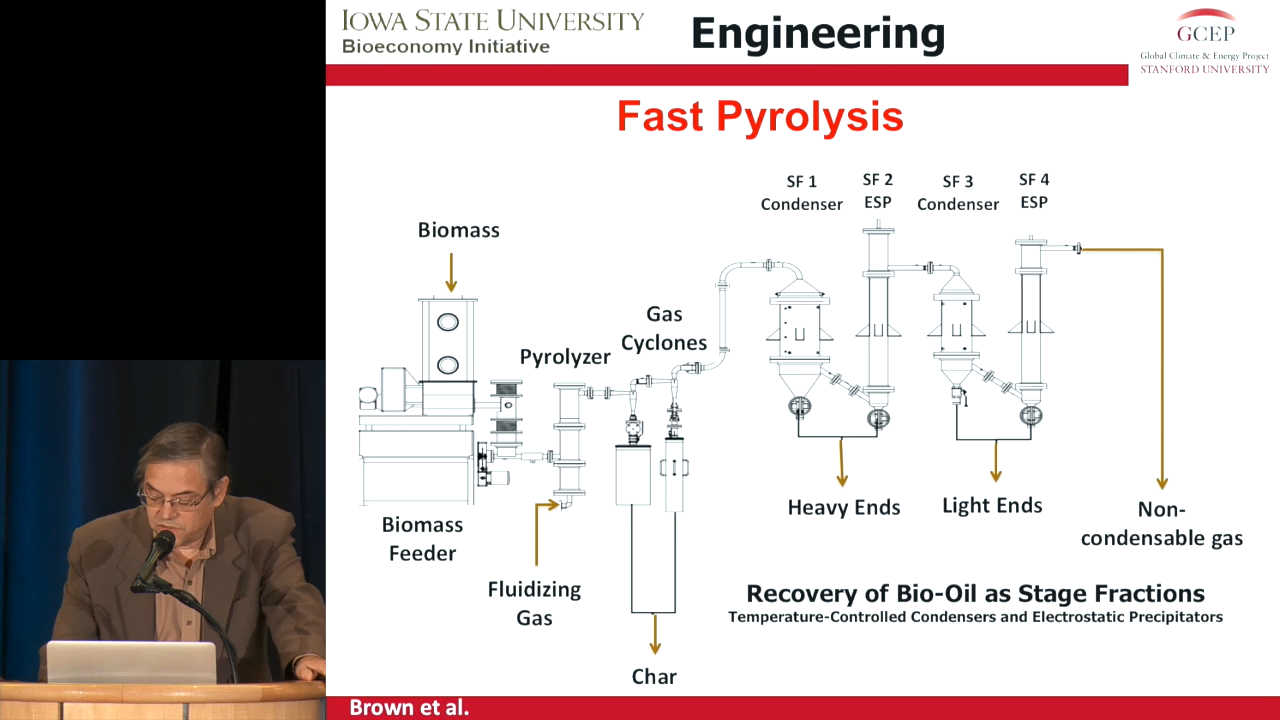 IOWA STATE UNIVERSITY
Bioeconomy Initiative
Engineering
GCEP
Global Climate & Energy Project
STANFORD UNIVERSITY
Fast Pyrolysis
SF 1
Condenser
SF 2
ESP
SF 3
Condenser
SF 4
ESP
Biomass
Gas
Cyclones
Pyrolyzer
Biomass
Feeder
Fluidizing
Gas
Char
Heavy Ends
Light Ends
Non-
condensable gas
Recovery of Bio-Oil as Stage Fractions
Temperature-Controlled Condensers and Electrostatic Precipitators
Brown et al.